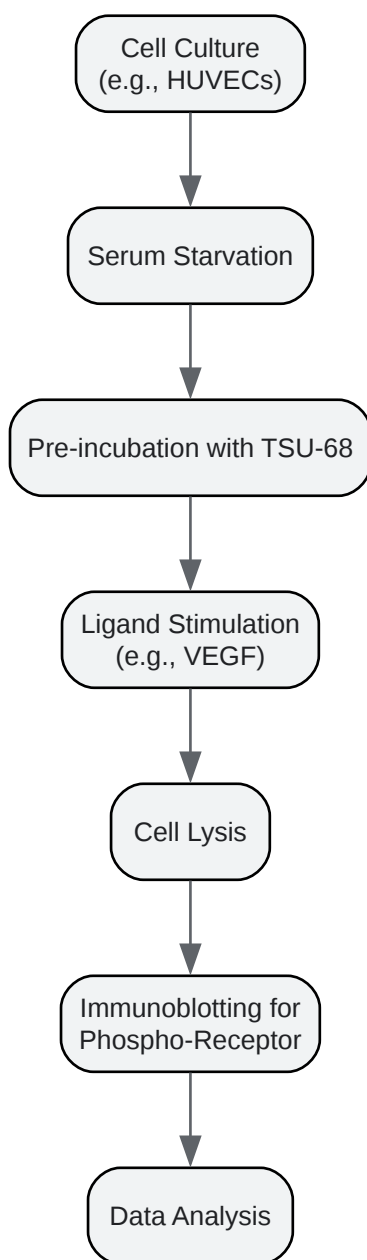 Cell Culture
(e.g., HUVECs)
Serum Starvation
Pre-incubation with TSU-68
Ligand Stimulation
(e.g., VEGF)
Cell Lysis
Immunoblotting for
Phospho-Receptor
Data Analysis